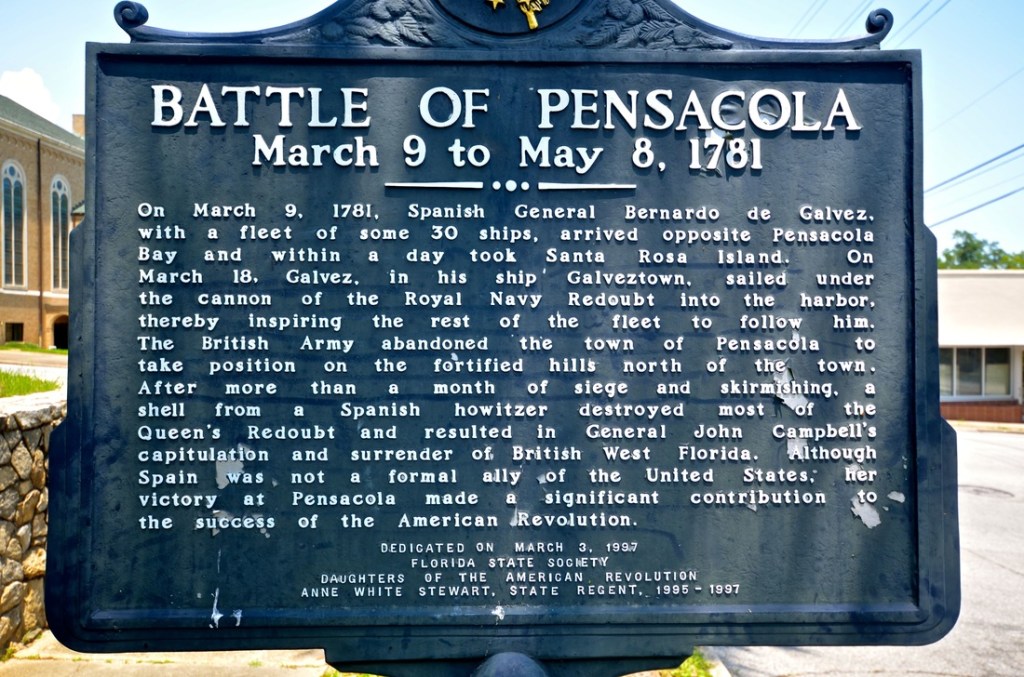 BATTLE OF PENSACOLA
March 9 to May 8, 1781
On March 9, 1781, Spanish General Bernardo de Galvez,
with a fleet of some 30 ships, arrived opposite Pensacola
Bay and within a day took Santa Rosa Island. On
March 18, Galvez, in his ship Galveztown, sailed under
the cannon of the Royal Navy Redoubt into the harbor,
thereby inspiring the rest of the fleet to follow him.
The British Army abandoned the town of Pensacola to
take position on the fortified hills north of the town.
After more than a month of siege and skirmishing, a
shell from a Spanish howitzer destroyed most of the
Queen's Redoubt and resulted in General John Campbell's
capitulation and surrender of British West Florida. Although
Spain was not a formal ally of the United States, her
victory at Pensacola made a significant contribution to
the success of the American Revolution.
DEDICATED ON MARCH 3, 1997
FLORIDA STATE SOCIETY
DAUGHTERS OF THE AMERICAN REVOLUTION
ANNE WHITE STEWART, STATE REGENT, 1995-1997